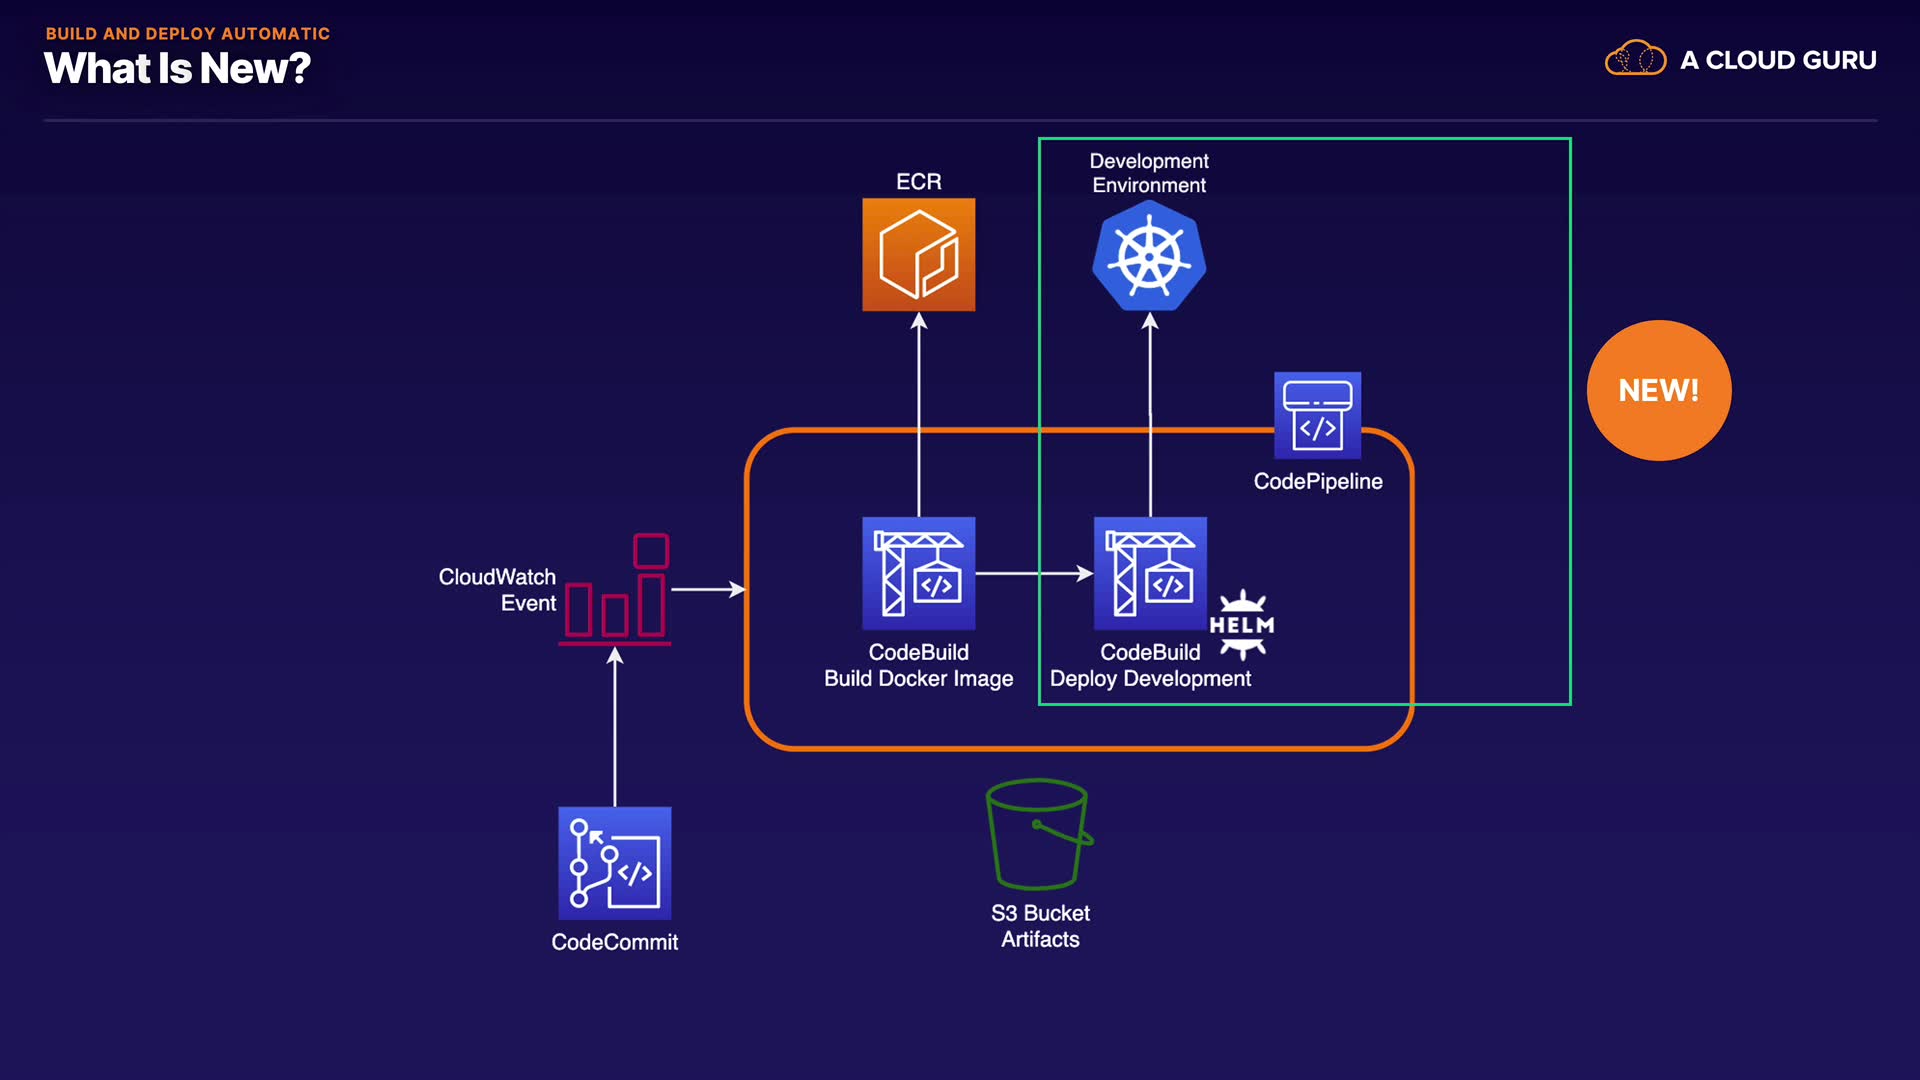 BUILD AND DEPLOY AUTOMATIC
What Is New?
A CLOUD GURU
Development
Environment
ECR
NEW!
</>
CodePipeline
CloudWatch
Event
</>
</>
HELM
CodeBuild
Build Docker Image
CodeBuild
Deploy Development
</>
CodeCommit
S3 Bucket
Artifacts